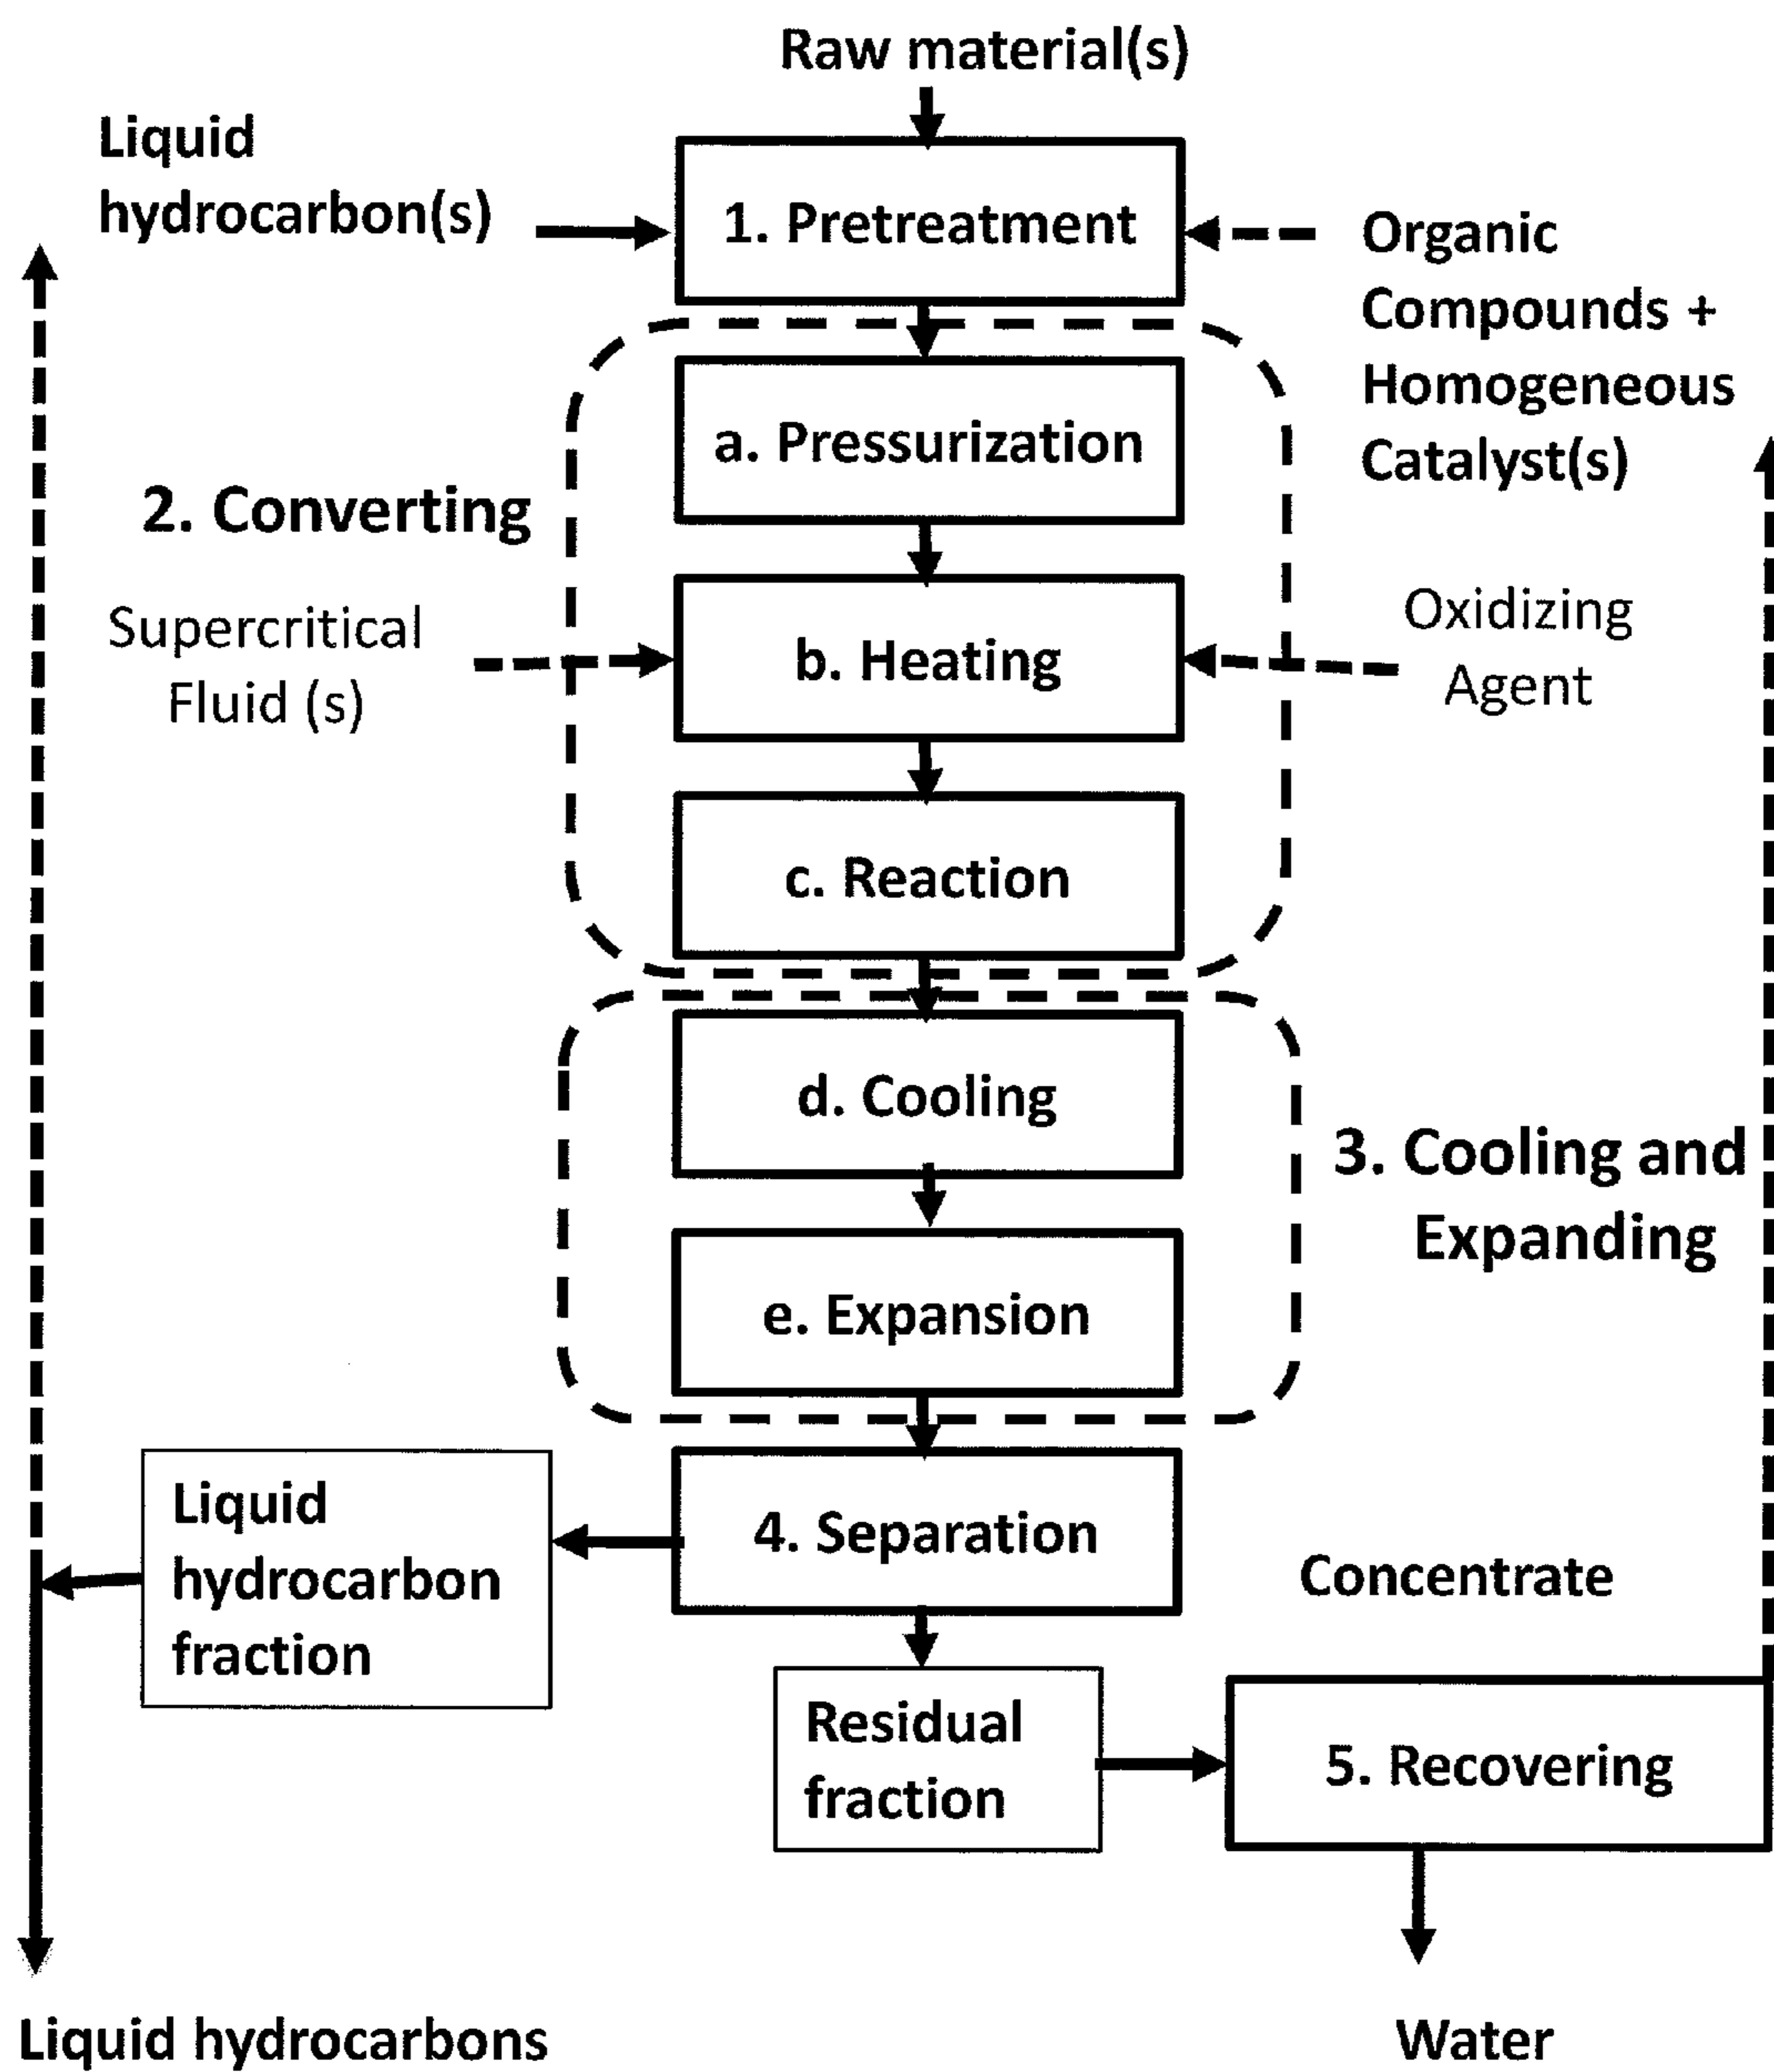 Raw material(s)
Liquid
hydrocarbon(s)
1. Pretreatment
Organic
Compounds +
Homogeneous
Catalyst(s)
a. Pressurization
2. Converting
Supercritical
Fluid (s)
b. Heating
Oxidizing
Agent
c. Reaction
d. Cooling
3. Cooling and
Expanding
e. Expansion
Liquid
hydrocarbon
fraction
4. Separation
Concentrate
Residual
fraction
5. Recovering
Liquid hydrocarbons
Water